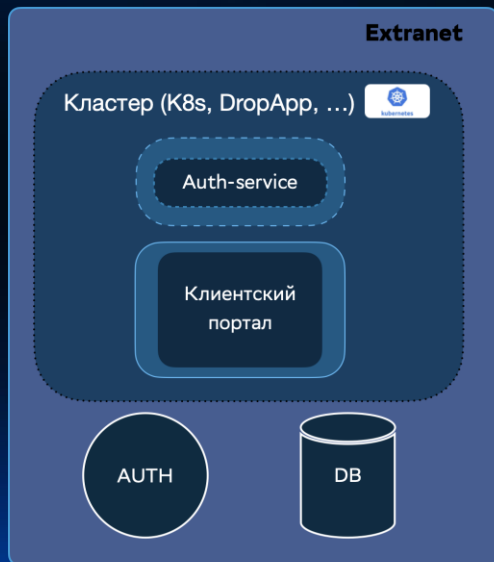 Extranet
Кластер (K8s, DropApp, ...)
kubernetes
Auth-service
Клиентский
портал
AUTH
DB